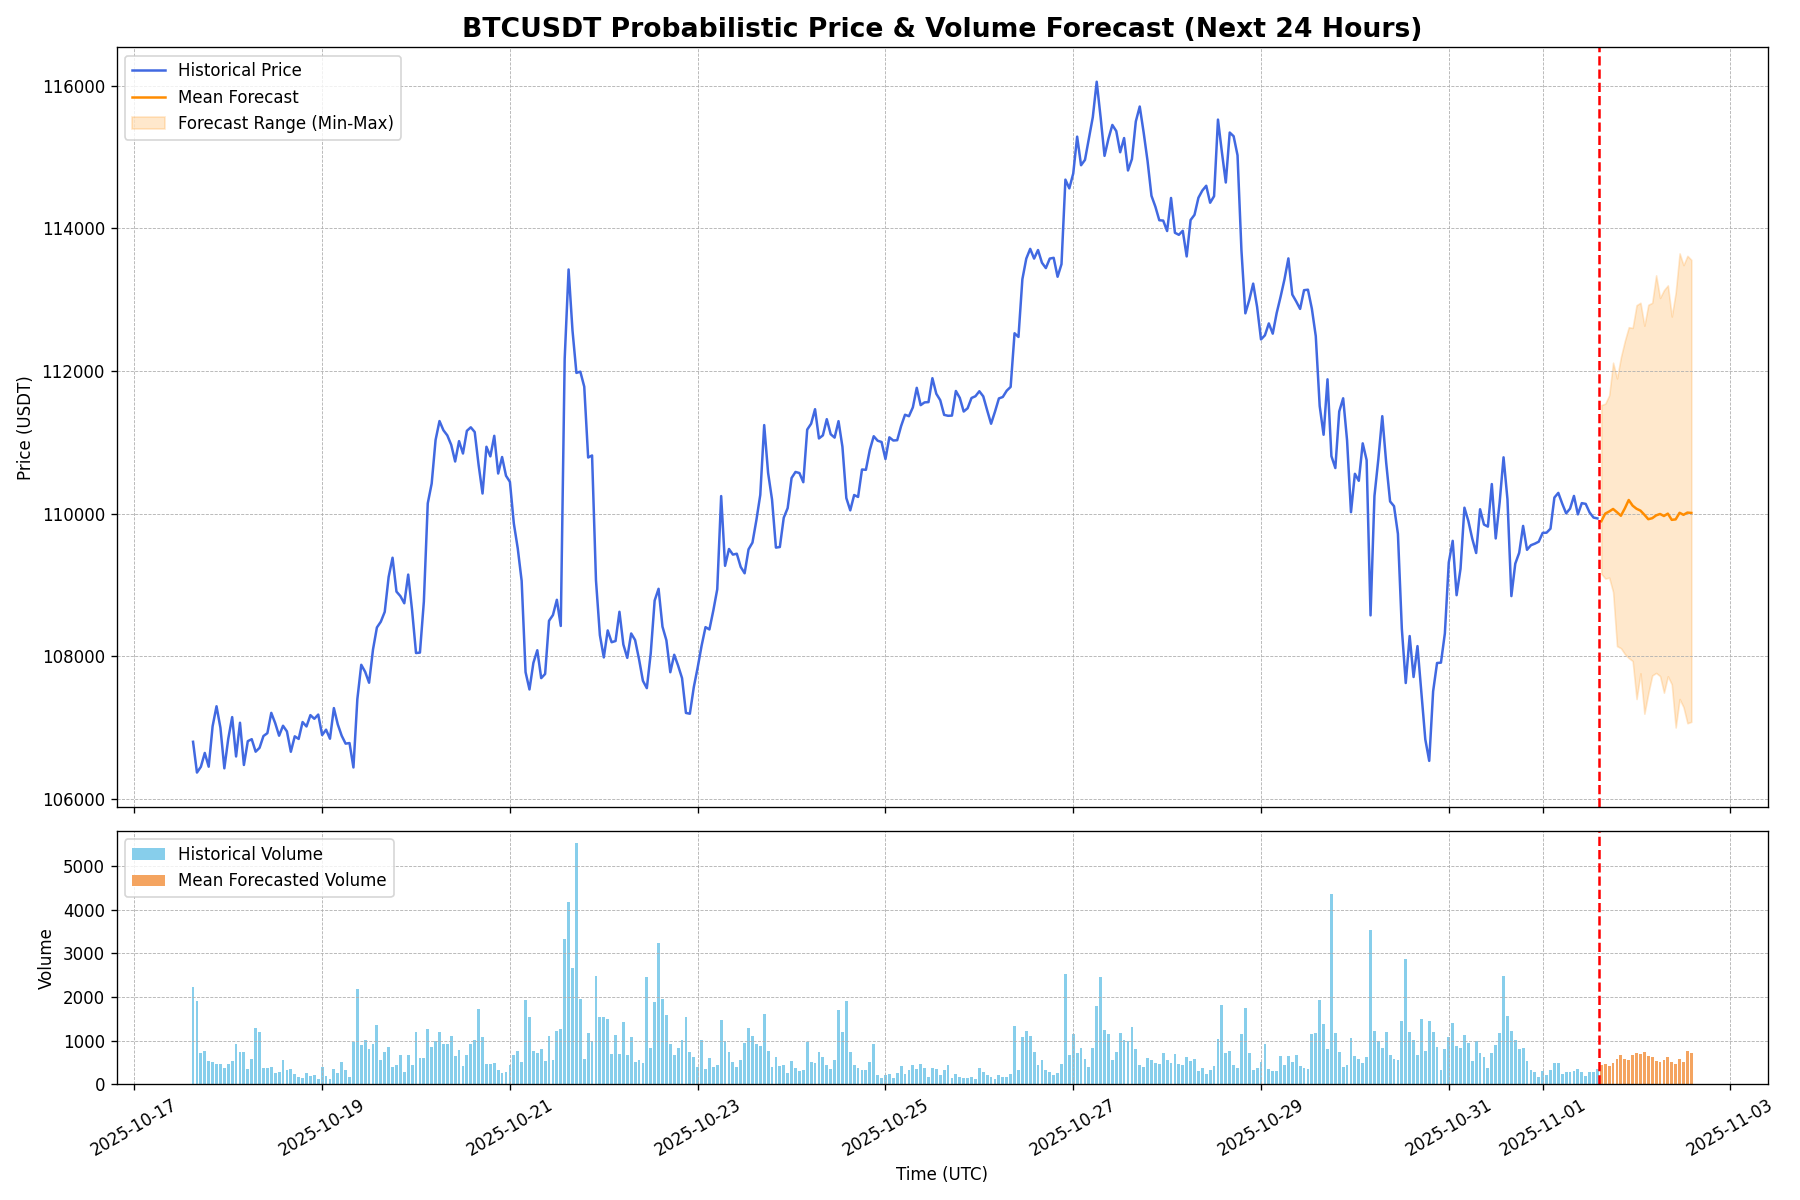 BTCUSDT Probabilistic Price & Volume Forecast (Next 24 Hours)
Historical Price
Mean Forecast
Forecast Range (Min-Max)
116000
114000
112000
110000
108000
106000
Price (USDT)
Historical Volume
Mean Forecasted Volume
5000
4000
3000
2000
1000
0
Volume
2025-10-17
2025-10-19
2025-10-21
2025-10-23
2025-10-25
2025-10-27
2025-10-29
2025-10-31
2025-11-01
2025-11-03
Time (UTC)